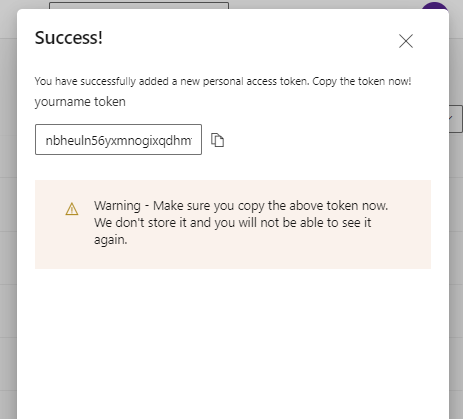 Success!
You have successfully added a new personal access token. Copy the token now!
yourname token
nbheuln56yxmnogixqdhm
Warning - Make sure you copy the above token now.
We don't store it and you will not be able to see it
again.